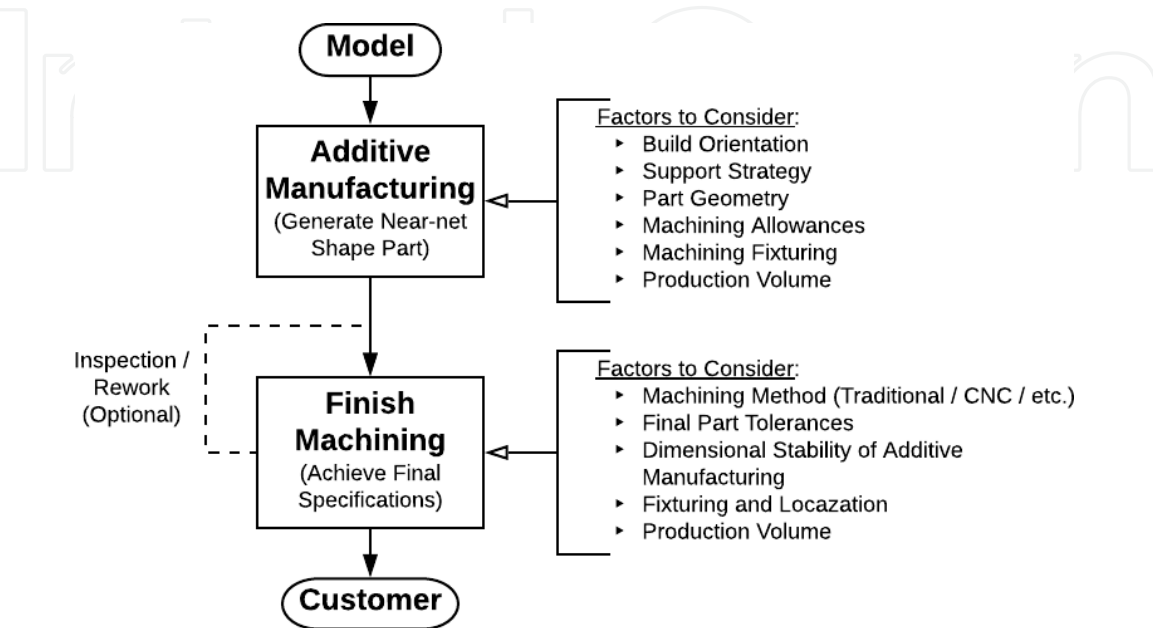 Model
Additive
Manufacturing
(Generate Near-net
Shape Part)
Factors to Consider:
‣ Build Orientation
‣ Support Strategy
‣ Part Geometry
‣ Machining Allowances
‣ Machining Fixturing
‣ Production Volume
Inspection /
Rework
(Optional)
Finish
Machining
(Achieve Final
Specifications)
Factors to Consider:
‣ Machining Method (Traditional / CNC / etc.)
‣ Final Part Tolerances
‣ Dimensional Stability of Additive
Manufacturing
‣ Fixturing and Locazation
‣ Production Volume
Customer